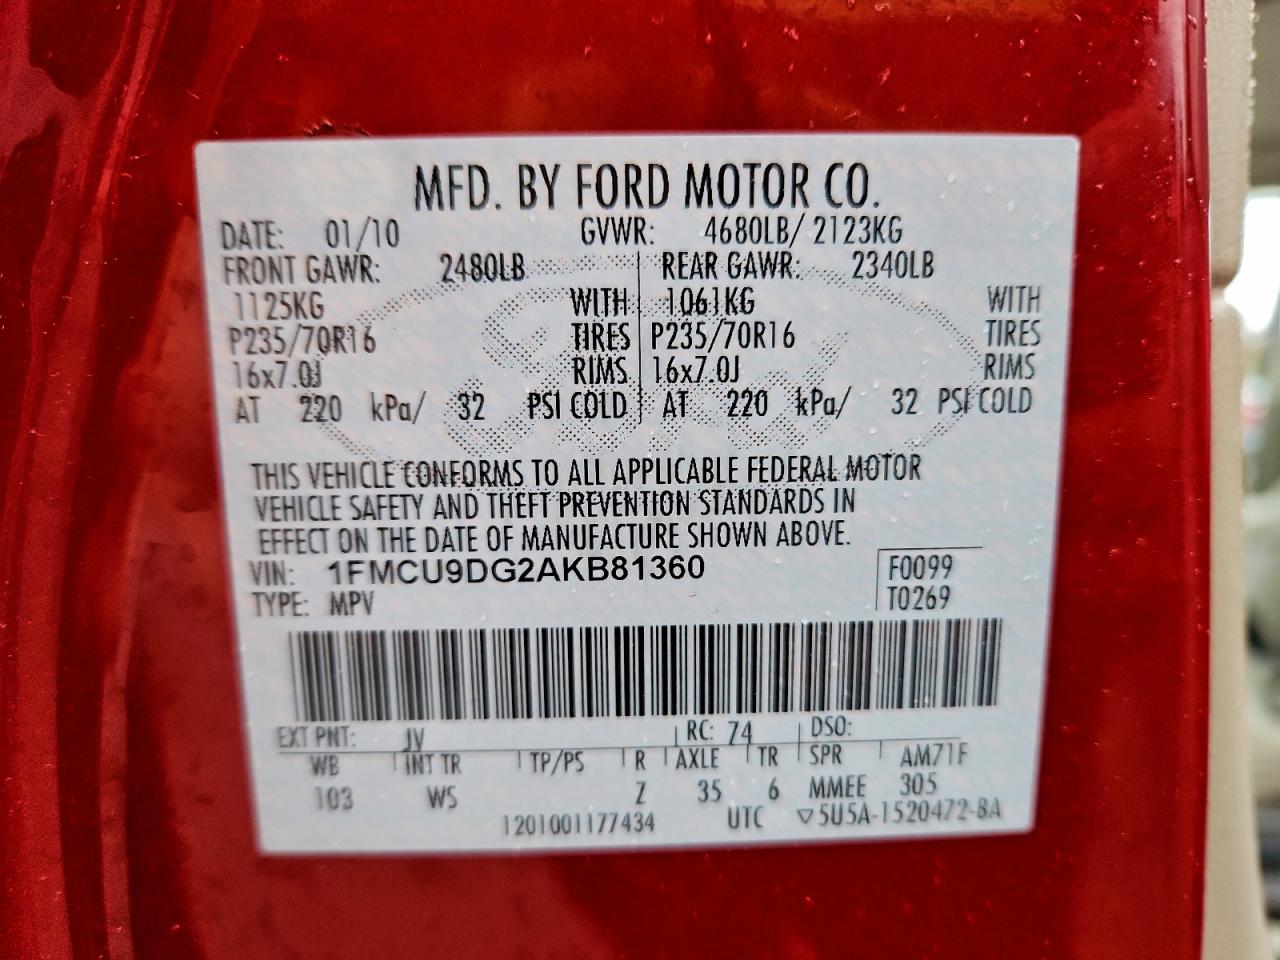 MFD. BY FORD MOTOR CO.
DATE: 01/10 GVWR: 4680LB/ 2123KG
FRONT GAWR: 2480LB REAR GAWR: 2340LB
1125KG WITH 1061KG WITH
P235/70R16 TIRES P235/70R16 TIRES
16x7.0J RIMS 16x7.0J RIMS
AT 220 kPa/ 32 PSI COLD AT 220 kPa/ 32 PSI COLD
THIS VEHICLE CONFORMS TO ALL APPLICABLE FEDERAL MOTOR
VEHICLE SAFETY AND THEFT PREVENTION STANDARDS IN
EFFECT ON THE DATE OF MANUFACTURE SHOWN ABOVE.
VIN: 1FMCU9DG2AKB81360 F0099
TYPE: MPV T0269
EXT PNT: JV RC: 74 DSO:
WB INT TR TP/PS R AXLE TR SPR AM71F
103 WS Z 35 6 MMEE 305
1201001177434 UTC ▽5U5A-1520472-BA